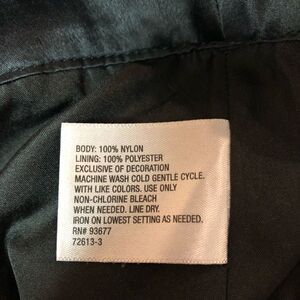 BODY: 100% NYLON
LINING: 100% POLYESTER
EXCLUSIVE OF DECORATION
MACHINE WASH COLD GENTLE CYCLE.
WITH LIKE COLORS. USE ONLY
NON-CHLORINE BLEACH
WHEN NEEDED. LINE DRY.
IRON ON LOWEST SETTING AS NEEDED.
RN# 93677
72613-3